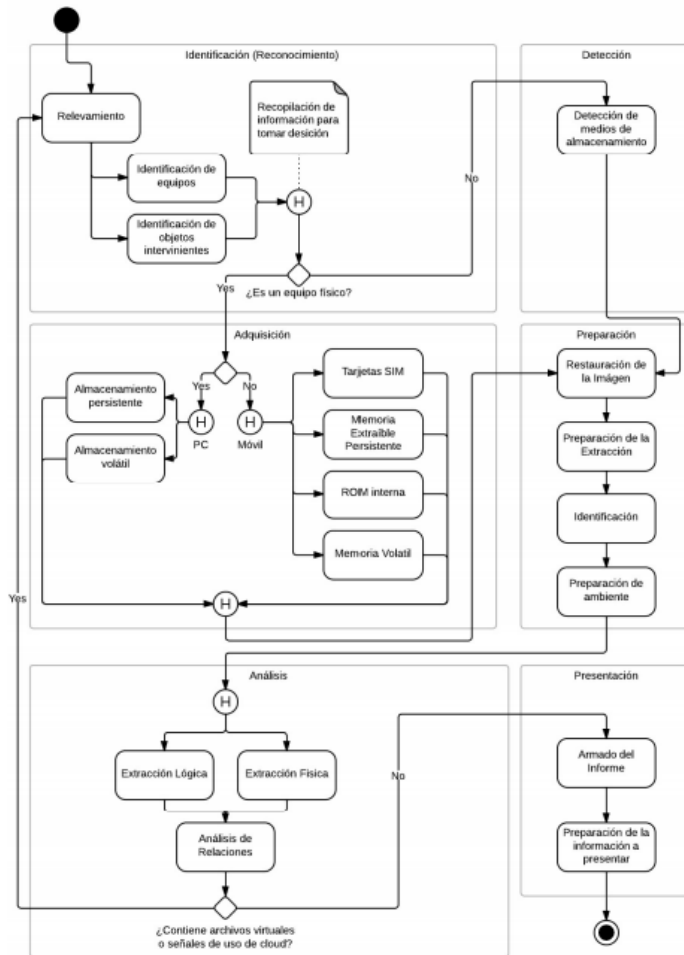 Identificación (Reconocimiento)
Relevamiento
Recopilación de
información para
tomar desición
Identificación de
equipos
Identificación de
objetos
intervinientes
H
¿Es un equipo físico?
Yes
No
Detección
Detección de
medios de
almacenamiento
Adquisición
Yes
No
Almacenamiento
persistente
Almacenamiento
volátil
H
PC
H
Móvil
Tarjetas SIM
Memoria
Extraíble
Persistente
ROM interna
Memoria Volatil
H
Preparación
Restauración de
la Imágen
Preparación de la
Extracción
Identificación
Preparación de
ambiente
Yes
Análisis
H
Extracción Lógica
Extracción Física
Análisis de
Relaciones
¿Contiene archivos virtuales
o señales de uso de cloud?
No
Presentación
Armado del
Informe
Preparación de la
información a
presentar